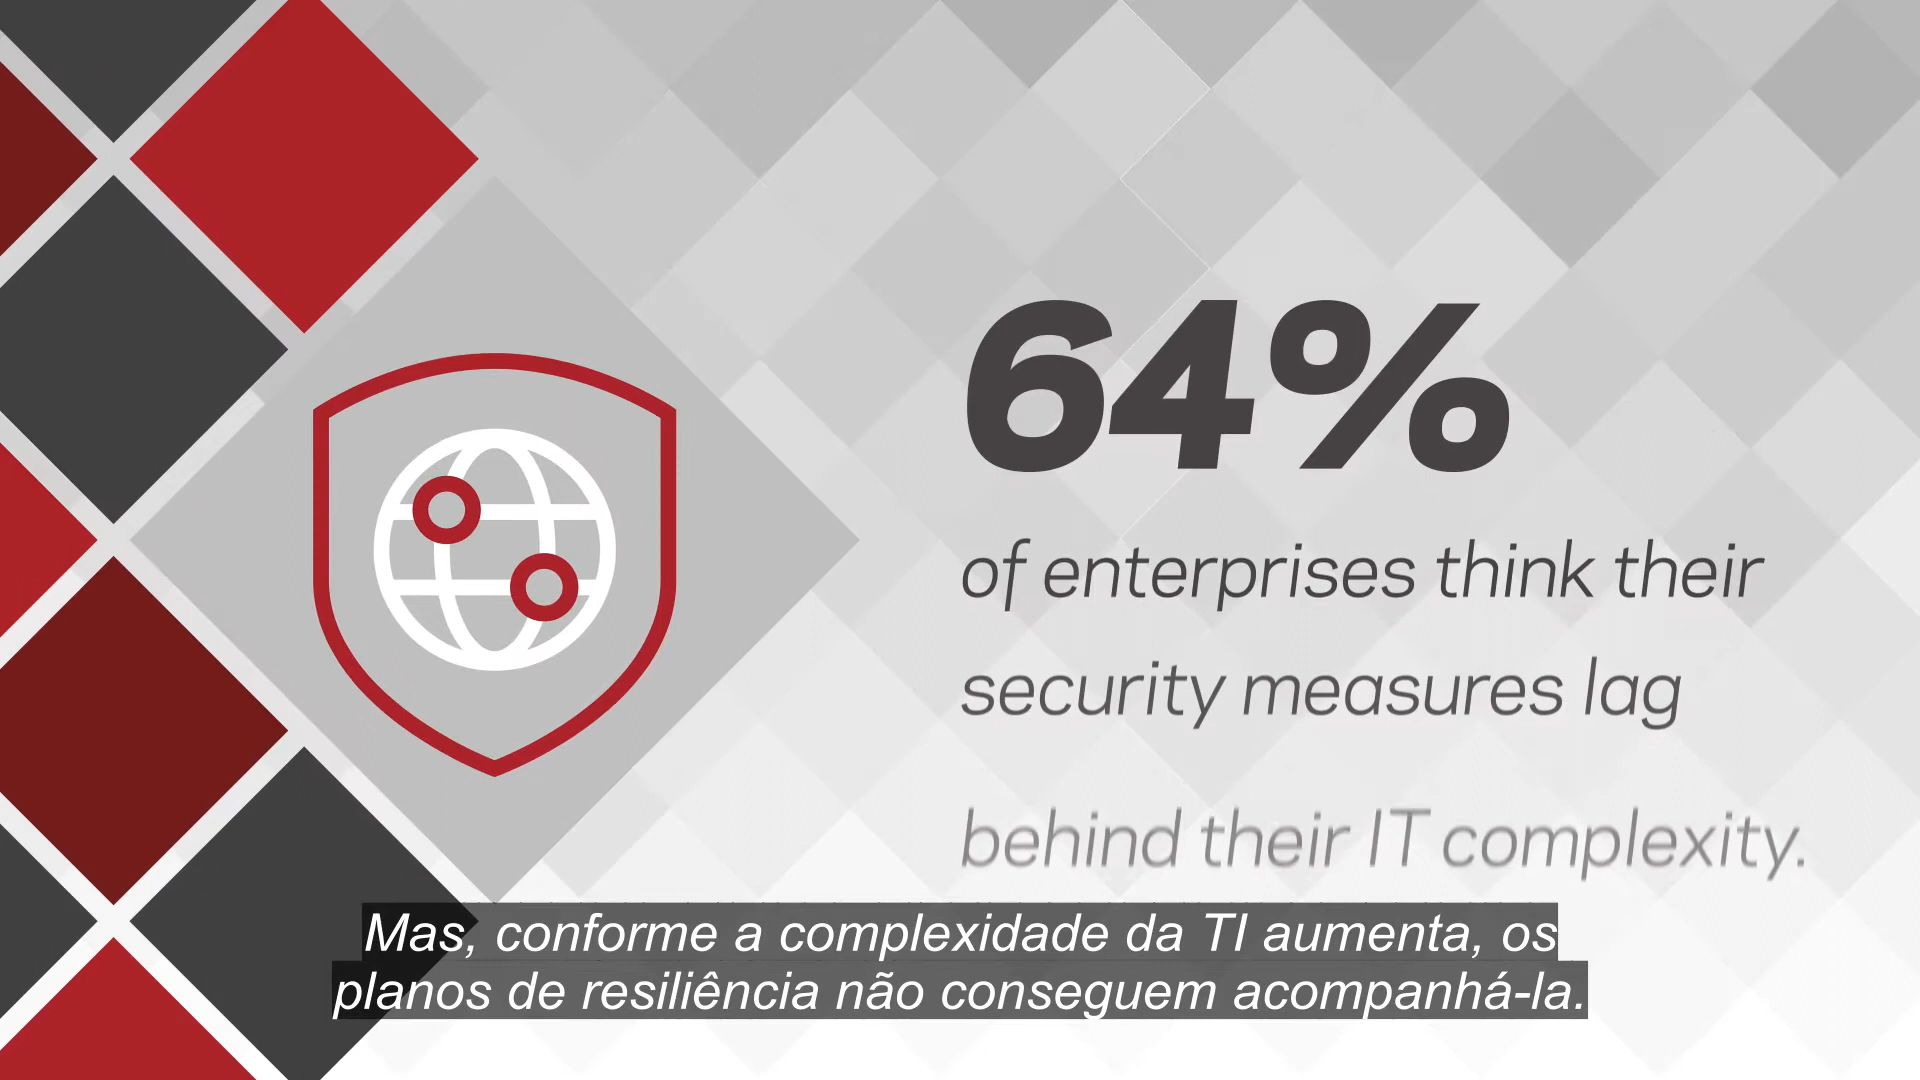 64%
of enterprises think their
security measures lag
behind their IT complexity.
Mas, conforme a complexidade da TI aumenta, os
planos de resiliência não conseguem acompanhá-la.